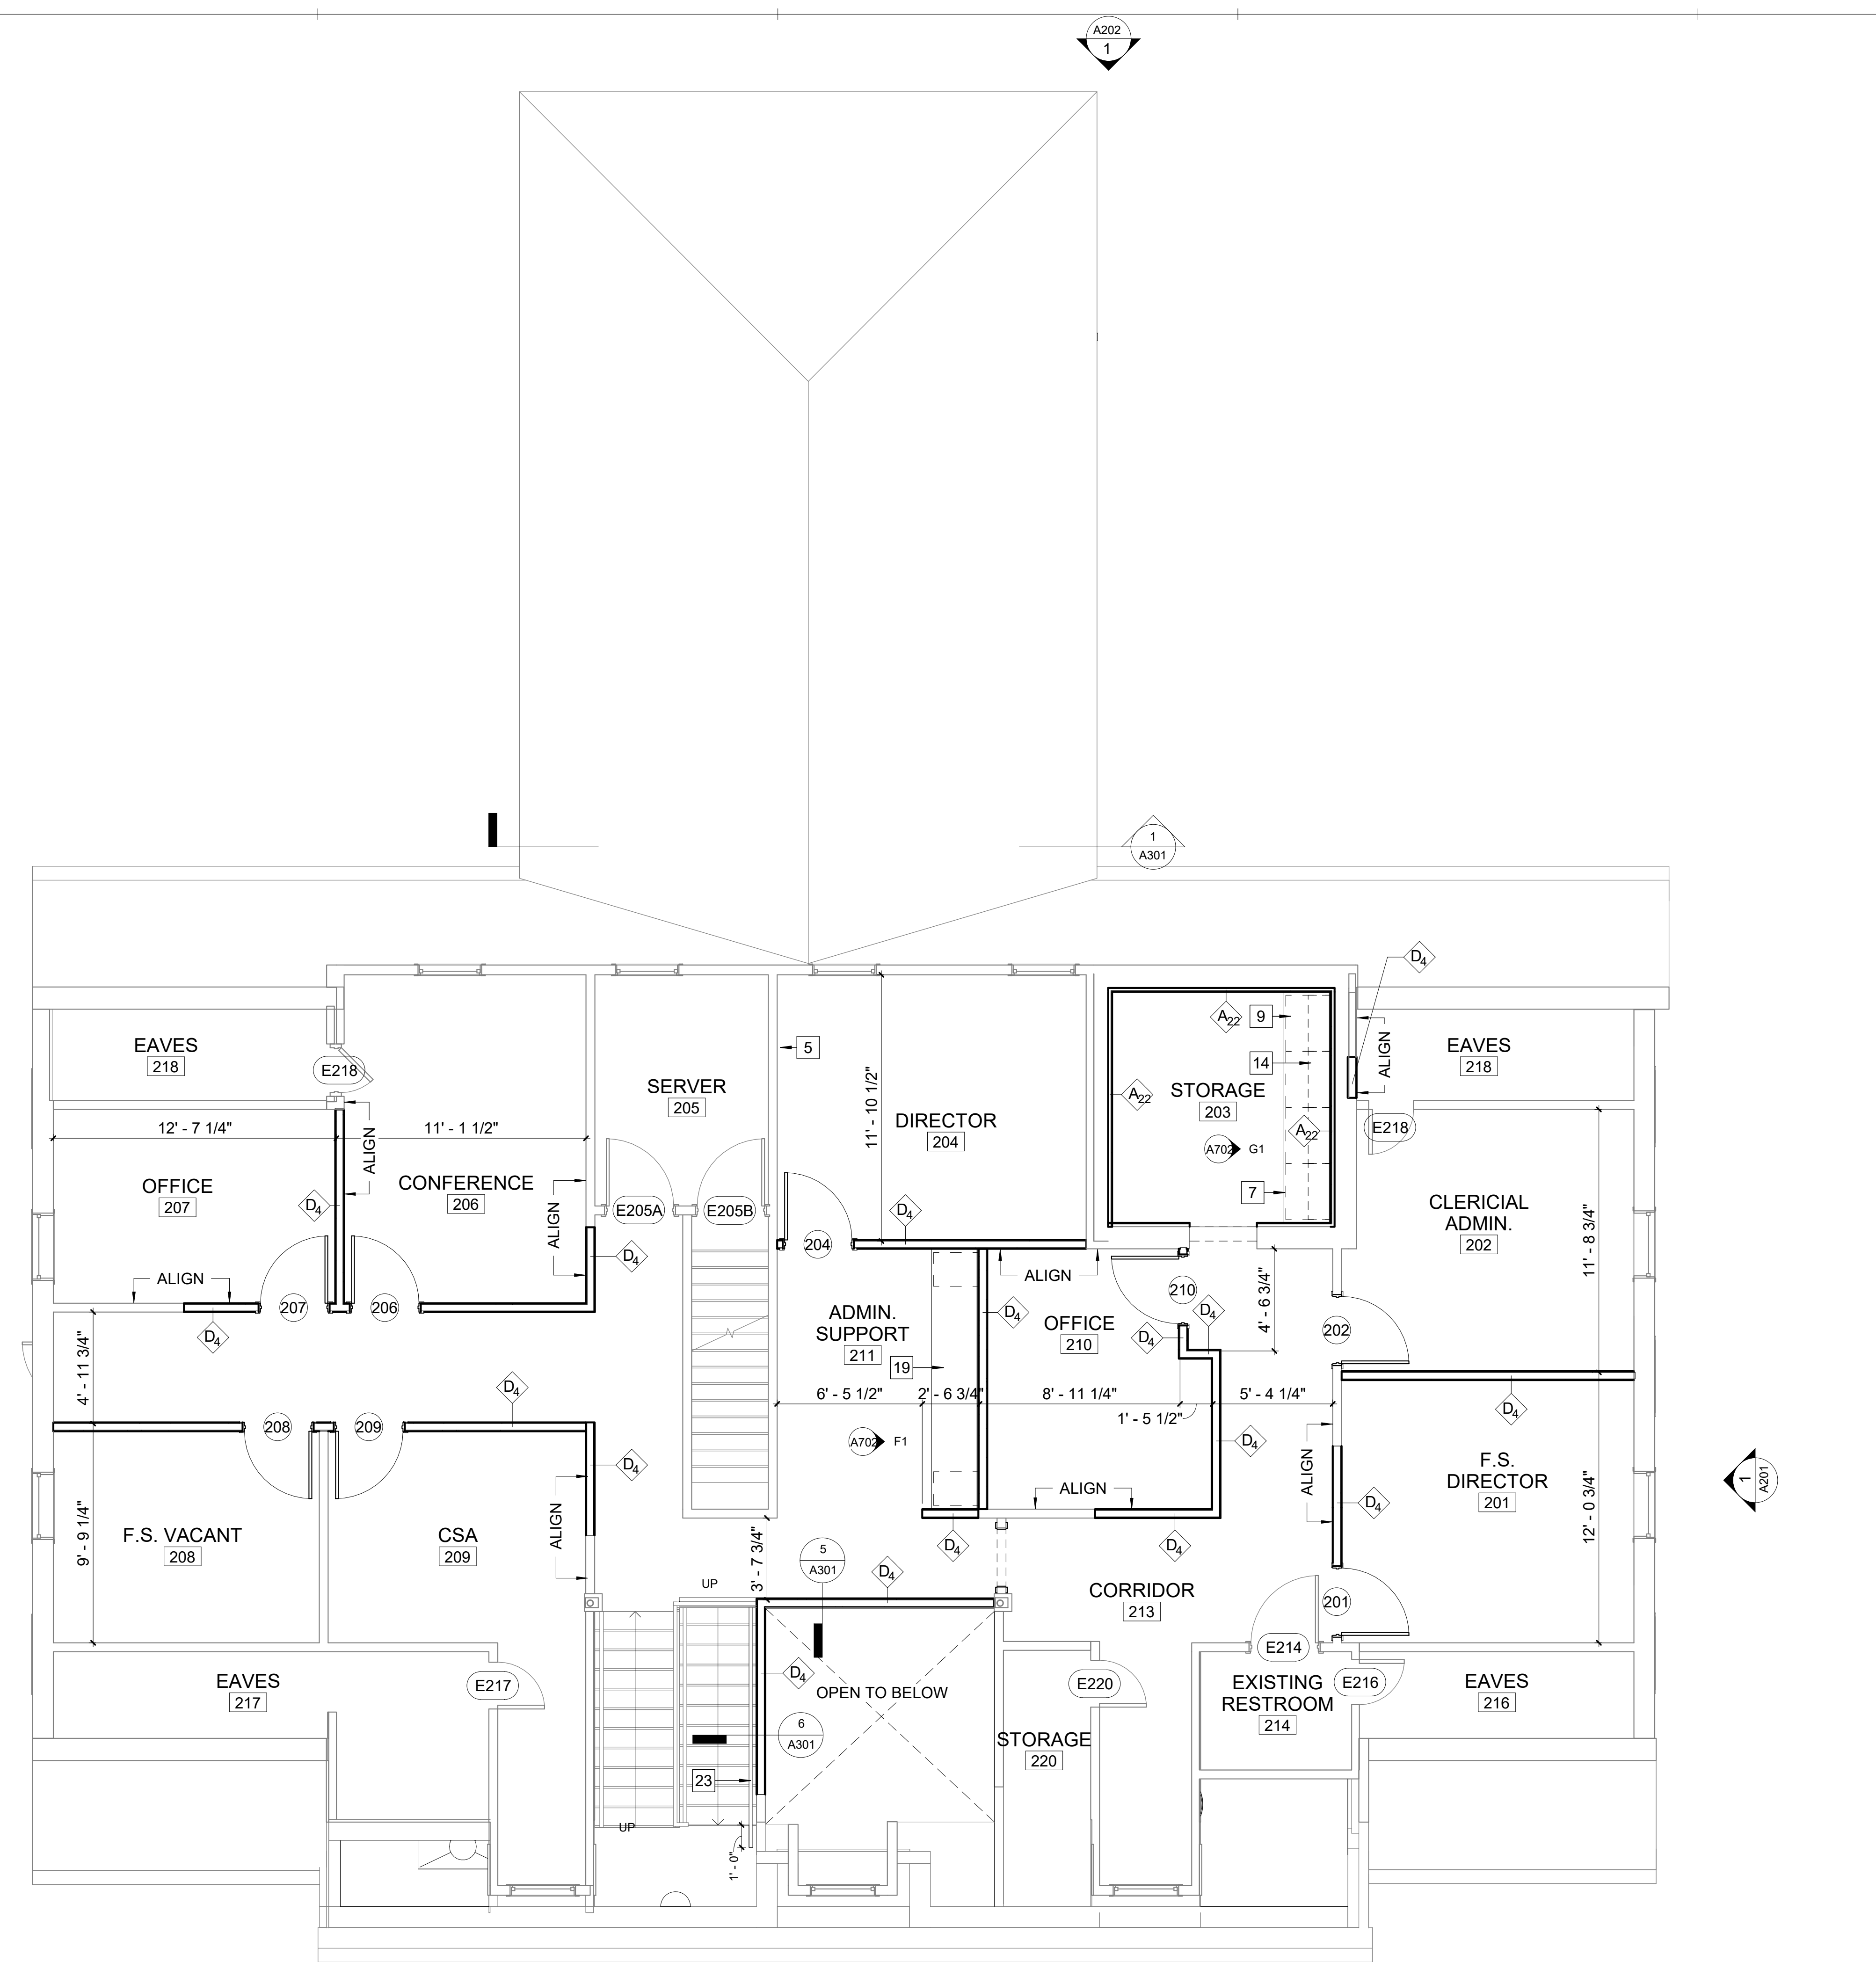 A202
1
1
A301
D4
EAVES
218
E218
5
SERVER
205
11' - 10 1/2"
DIRECTOR
204
A22
9
14
A22
STORAGE
203
A22
A702
G1
7
ALIGN
EAVES
218
E218
12' - 7 1/4"
11' - 1 1/2"
ALIGN
OFFICE
207
D4
CONFERENCE
206
ALIGN
E205A
E205B
D4
204
D4
CLERICIAL
ADMIN.
202
11' - 8 3/4"
ALIGN
207
206
D4
ALIGN
210
4' - 6 3/4"
ADMIN.
SUPPORT
211
19
D4
OFFICE
210
D4
D4
202
4' - 11 3/4"
D4
6' - 5 1/2"
2' - 6 3/4"
8' - 11 1/4"
1' - 5 1/2"
5' - 4 1/4"
D4
208
209
D4
A702
F1
D4
ALIGN
F.S.
DIRECTOR
201
D4
12' - 0 3/4"
1
A201
9' - 9 1/4"
F.S. VACANT
208
CSA
209
ALIGN
ALIGN
D4
D4
3' - 7 3/4"
5
A301
D4
UP
CORRIDOR
213
201
E214
EAVES
217
E217
D4
OPEN TO BELOW
E220
EXISTING
RESTROOM
214
E216
EAVES
216
6
A301
STORAGE
220
23
UP
1' - 0"